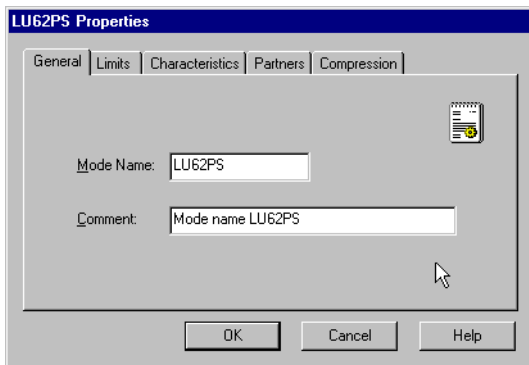 LU62PS Properties
General Limits Characteristics Partners Compression
Mode Name: LU62PS
Comment: Mode name LU62PS
OK Cancel Help